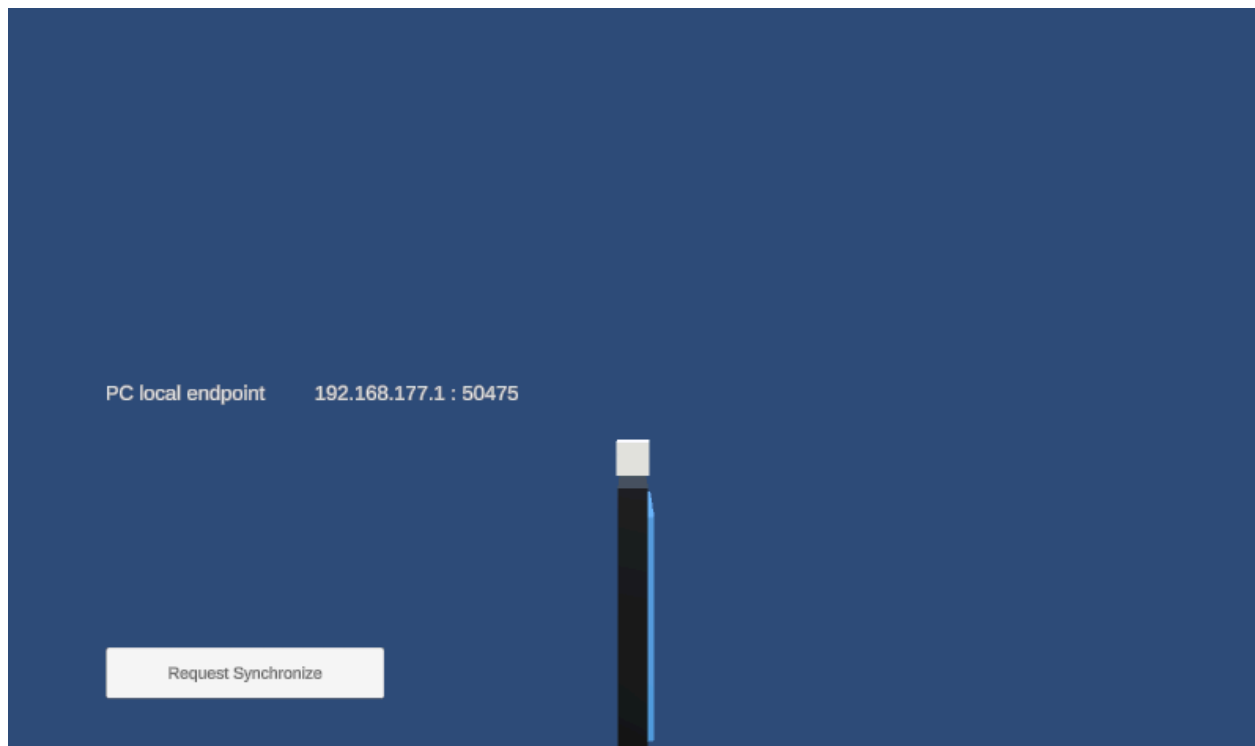 PC local endpoint 192.168.177.1 : 50475
Request Synchronize